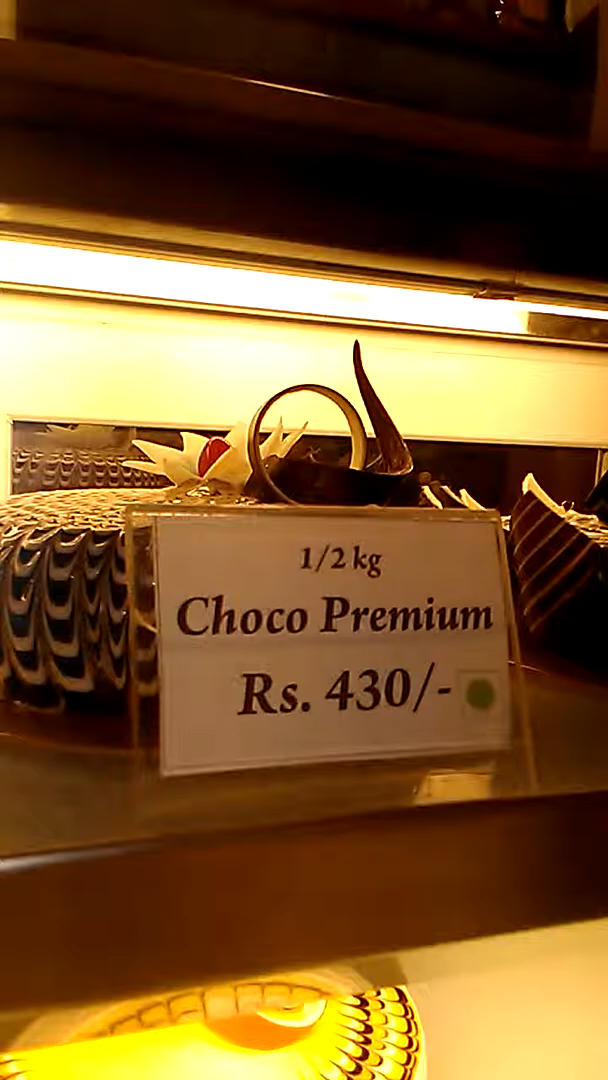 1/2 kg
Choco Premium
Rs. 430/-